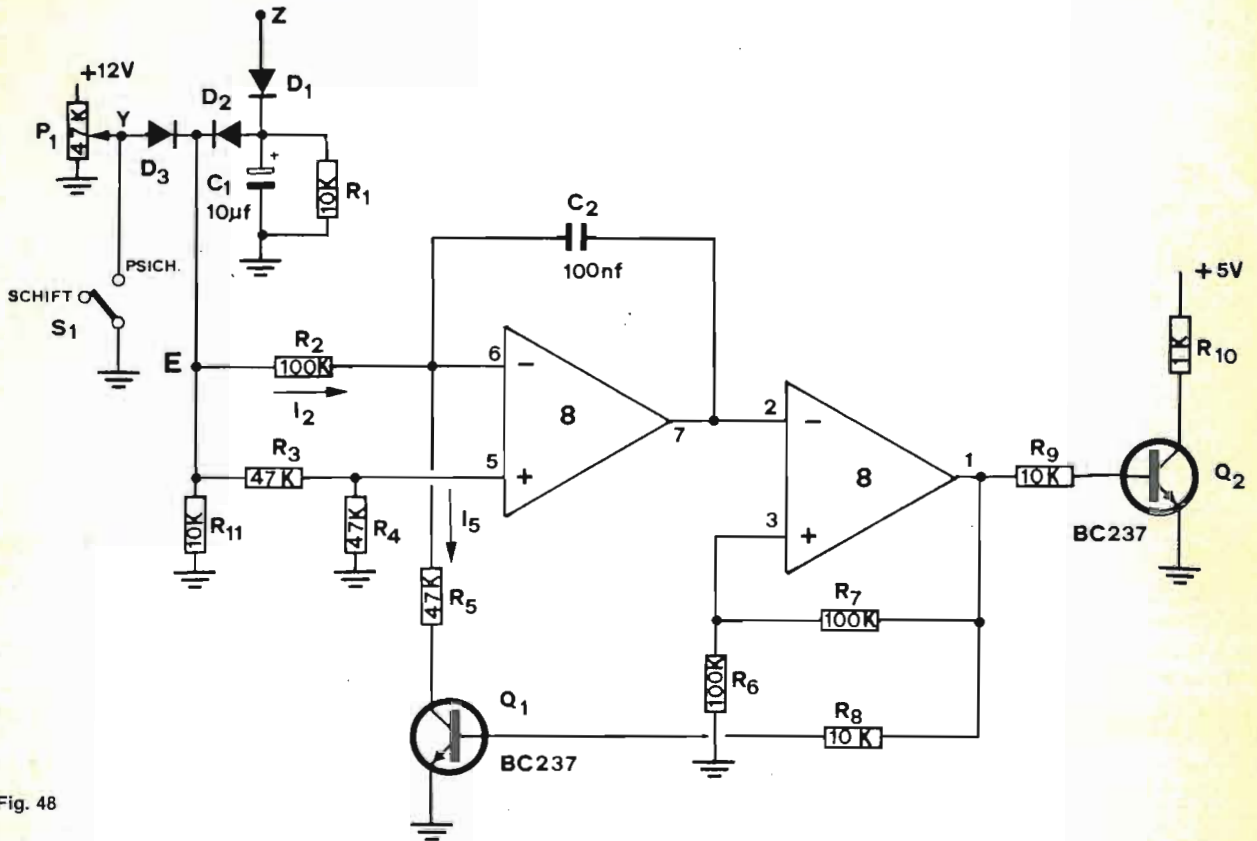 Z
+12V
D1
P1
47K
Y
D2
D3
C1
+
10µf
R1
10K
PSICH.
SCHIFT
S1
C2
100nf
E
R2
100K
I2
6
−
8
7
5
+
R3
47K
R11
10K
R4
47K
I5
R5
47K
2
−
8
1
3
+
R9
10K
+5V
R10
1K
Q2
BC237
R7
100K
R6
100K
R8
10K
Q1
BC237
Fig. 48